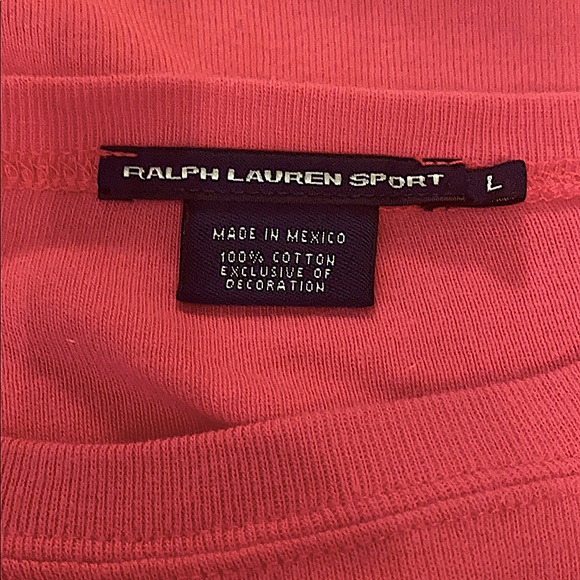 RALPH LAUREN SPORT L
MADE IN MEXICO
100% COTTON
EXCLUSIVE OF
DECORATION